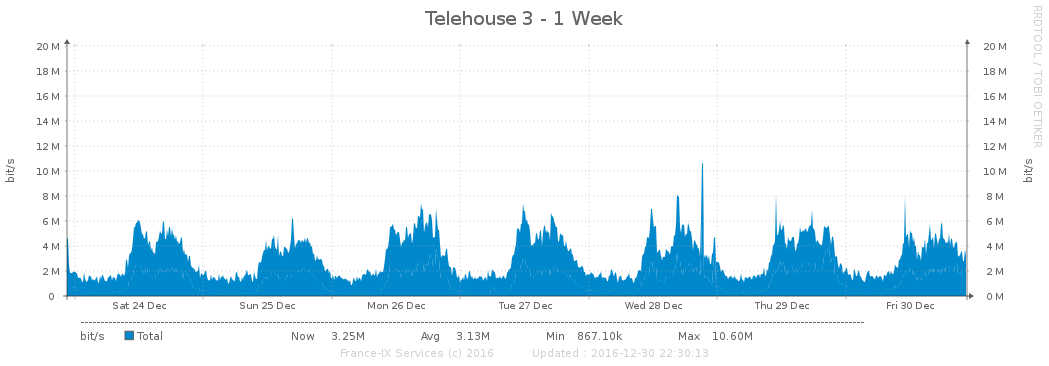 Telehouse 3 - 1 Week
RRDTOOL / TOBI OETIKER
20 M 20 M
18 M 18 M
16 M 16 M
14 M 14 M
12 M 12 M
10 M 10 M
8 M 8 M
6 M 6 M
4 M 4 M
2 M 2 M
0 0 M
bit/s
bit/s
Sat 24 Dec Sun 25 Dec Mon 26 Dec Tue 27 Dec Wed 28 Dec Thu 29 Dec Fri 30 Dec
bit/s Total Now 3.25M Avg 3.13M Min 867.10k Max 10.60M
France-IX Services (c) 2016 Updated : 2016-12-30 22:30:13